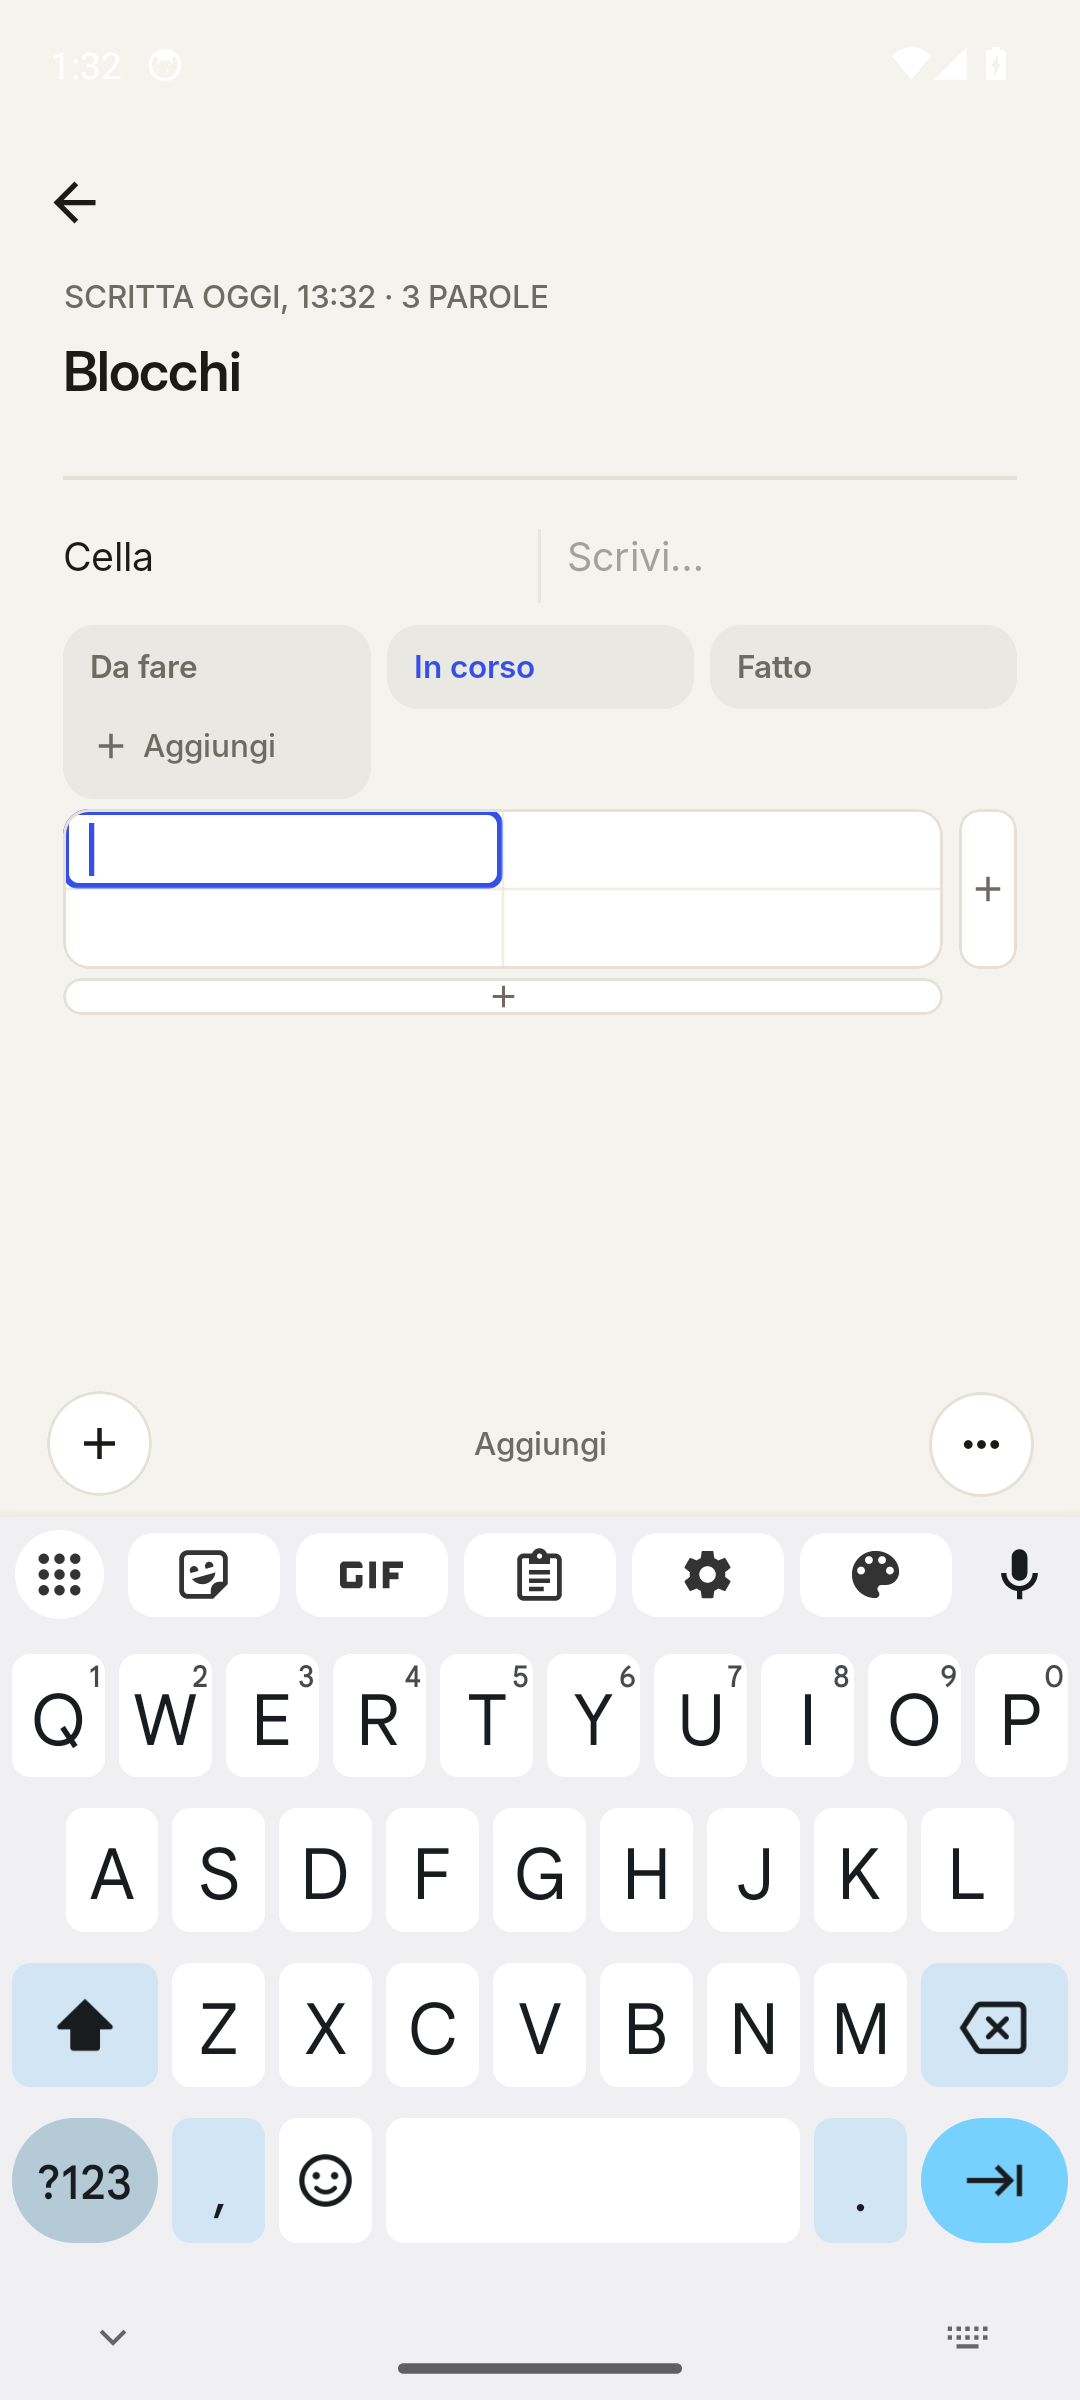 1:32
SCRITTA OGGI, 13:32 · 3 PAROLE
Blocchi
Cella
Scrivi...
Da fare
In corso
Fatto
+ Aggiungi
+
+
+ Aggiungi
GIF
Q 1 W 2 E 3 R 4 T 5 Y 6 U 7 I 8 O 9 P 0
A S D F G H J K L
Z X C V B N M
?123 , .